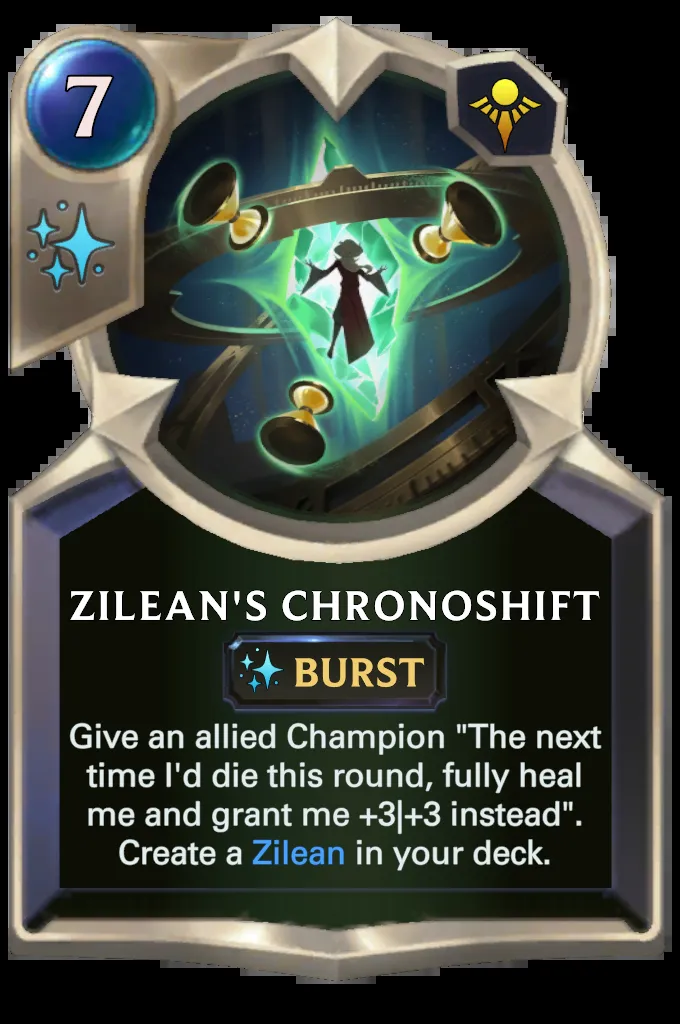 7
ZILEAN'S CHRONOSHIFT
BURST
Give an allied Champion "The next
time I'd die this round, fully heal
me and grant me +3|+3 instead".
Create a Zilean in your deck.